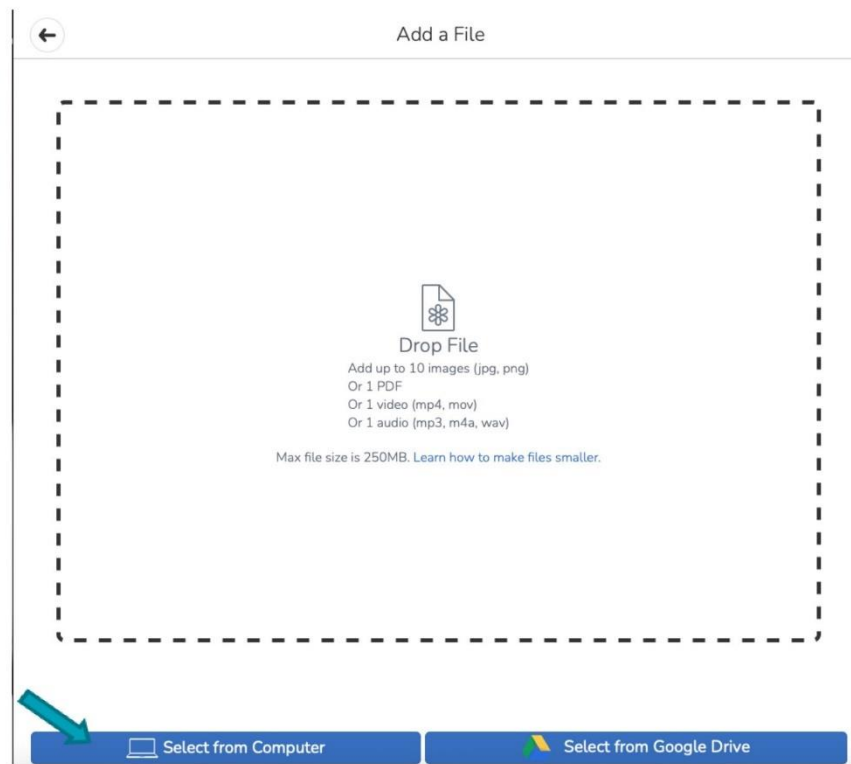 Add a File
Drop File
Add up to 10 images (jpg, png)
Or 1 PDF
Or 1 video (mp4, mov)
Or 1 audio (mp3, m4a, wav)
Max file size is 250MB. Learn how to make files smaller.
Select from Computer
Select from Google Drive